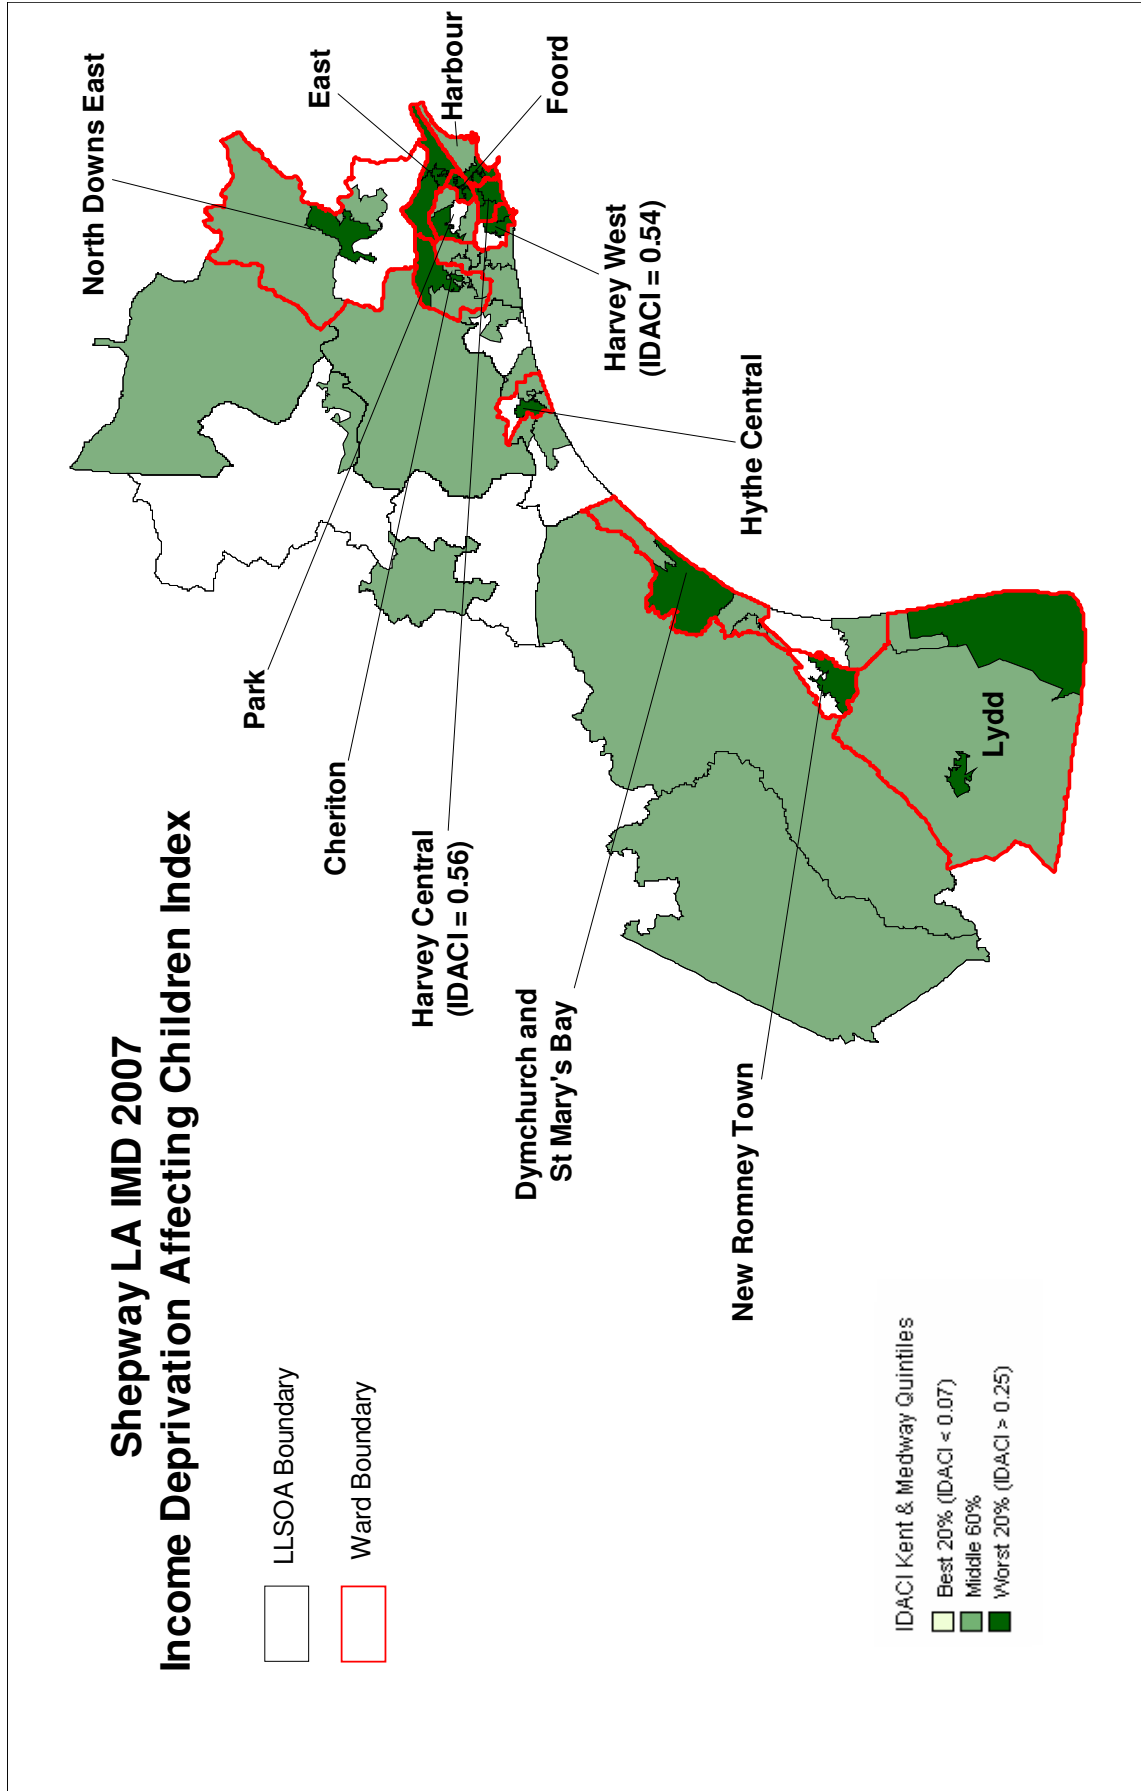 Shepway LA IMD 2007
Income Deprivation Affecting Children Index
LLSOA Boundary
Ward Boundary
North Downs East
East
Harbour
Foord
Park
Cheriton
Harvey Central
(IDACI = 0.56)
Harvey West
(IDACI = 0.54)
Hythe Central
Dymchurch and
St Mary's Bay
New Romney Town
Lydd
IDACI Kent & Medway Quintiles
Best 20% (IDACI < 0.07)
Middle 60%
Worst 20% (IDACI > 0.25)